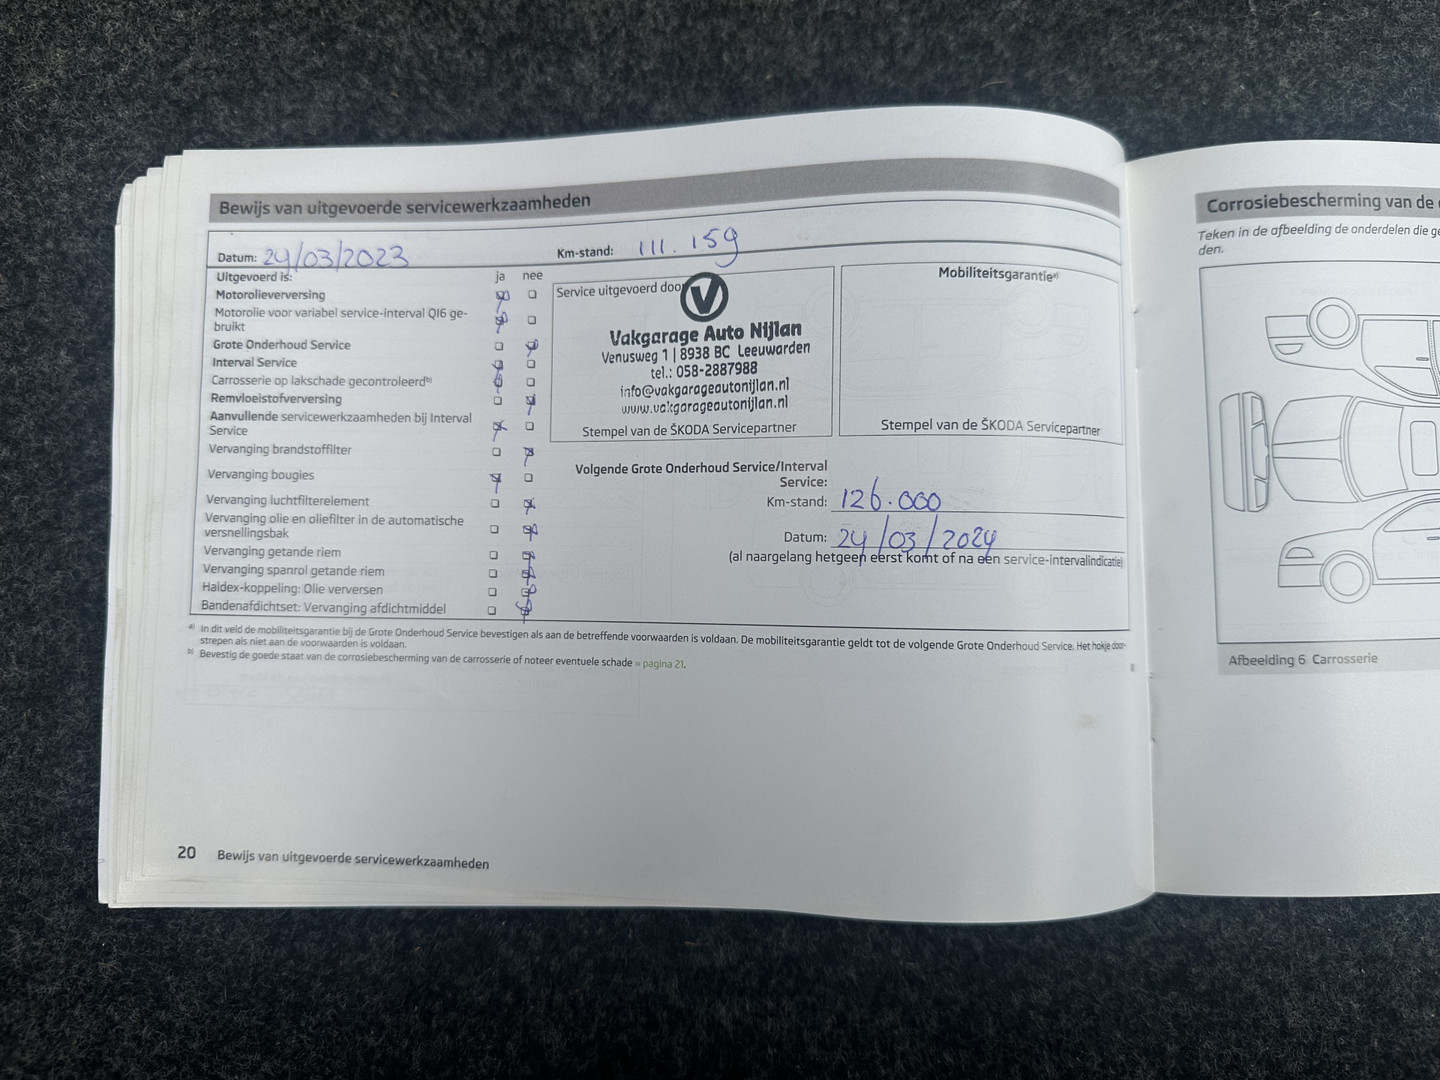 Bewijs van uitgevoerde servicewerkzaamheden
Datum: 24/03/2023 Km-stand: 111.159
Uitgevoerd is: ja nee
Motorolieverversing
Motorolie voor variabel service-interval QI6 ge-
bruikt
Grote Onderhoud Service
Interval Service
Carrosserie op lakschade gecontroleerd b)
Remvloeistofverversing
Aanvullende servicewerkzaamheden bij Interval
Service
Vervanging brandstoffilter
Vervanging bougies
Vervanging luchtfilterelement
Vervanging olie en oliefilter in de automatische
versnellingsbak
Vervanging getande riem
Vervanging spanrol getande riem
Haldex-koppeling: Olie verversen
Bandenafdichtset: Vervanging afdichtmiddel
Service uitgevoerd door
V
Vakgarage Auto Nijlan
Venusweg 1 | 8938 BC Leeuwarden
tel.: 058-2887988
info@vakgarageautonijlan.nl
www.vakgarageautonijlan.nl
Stempel van de ŠKODA Servicepartner
Mobiliteitsgarantie a)
Stempel van de ŠKODA Servicepartner
Volgende Grote Onderhoud Service/Interval
Service:
Km-stand: 126.000
Datum: 24/03/2024
(al naargelang hetgeen eerst komt of na een service-intervalindicatie)
a) In dit veld de mobiliteitsgarantie bij de Grote Onderhoud Service bevestigen als aan de betreffende voorwaarden is voldaan. De mobiliteitsgarantie geldt tot de volgende Grote Onderhoud Service. Het hokje door-
strepen als niet aan de voorwaarden is voldaan.
b) Bevestig de goede staat van de corrosiebescherming van de carrosserie of noteer eventuele schade » pagina 21.
20 Bewijs van uitgevoerde servicewerkzaamheden
Corrosiebescherming van de
Teken in de afbeelding de onderdelen die
den.
Afbeelding 6 Carrosserie